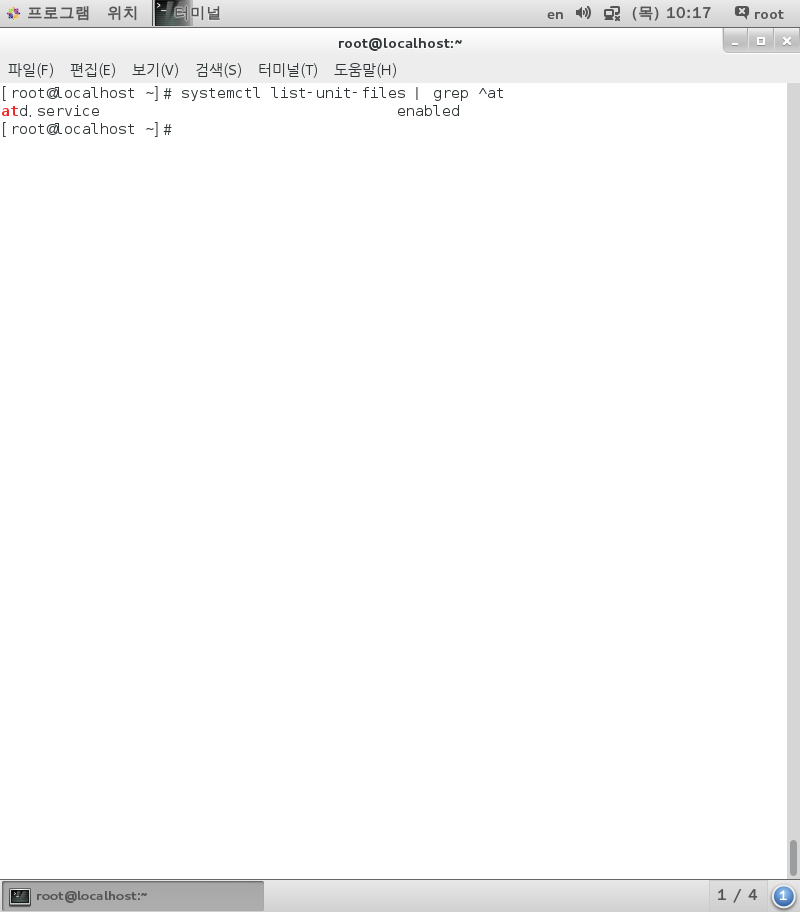 프로그램 위치 터미널 en (목) 10:17 root
root@localhost:~
파일(F) 편집(E) 보기(V) 검색(S) 터미널(T) 도움말(H)
[root@localhost ~]# systemctl list-unit-files | grep ^at
atd.service enabled
[root@localhost ~]#
root@localhost:~ 1 / 4 1